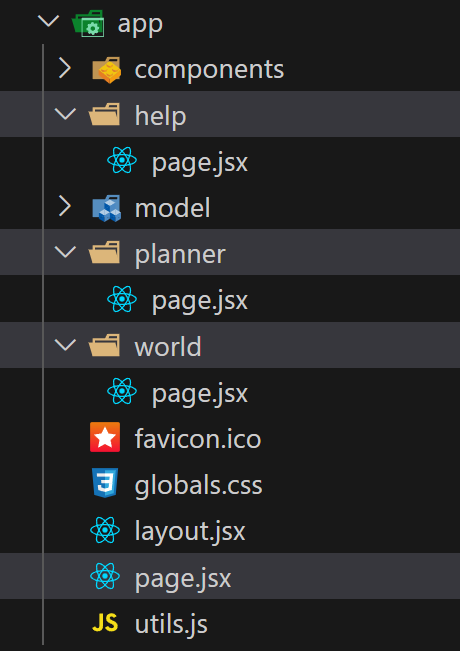 app
components
help
page.jsx
model
planner
page.jsx
world
page.jsx
favicon.ico
globals.css
layout.jsx
page.jsx
JS utils.js